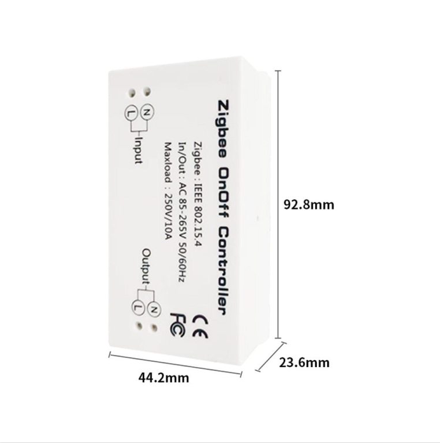 Zigbee OnOff Controller
Zigbee : IEEE 802.15.4
In/Out : AC 85-265V 50/60Hz
Maxload : 250V/10A
N
L
Input
Output
N
L
CE
FC
92.8mm
44.2mm
23.6mm